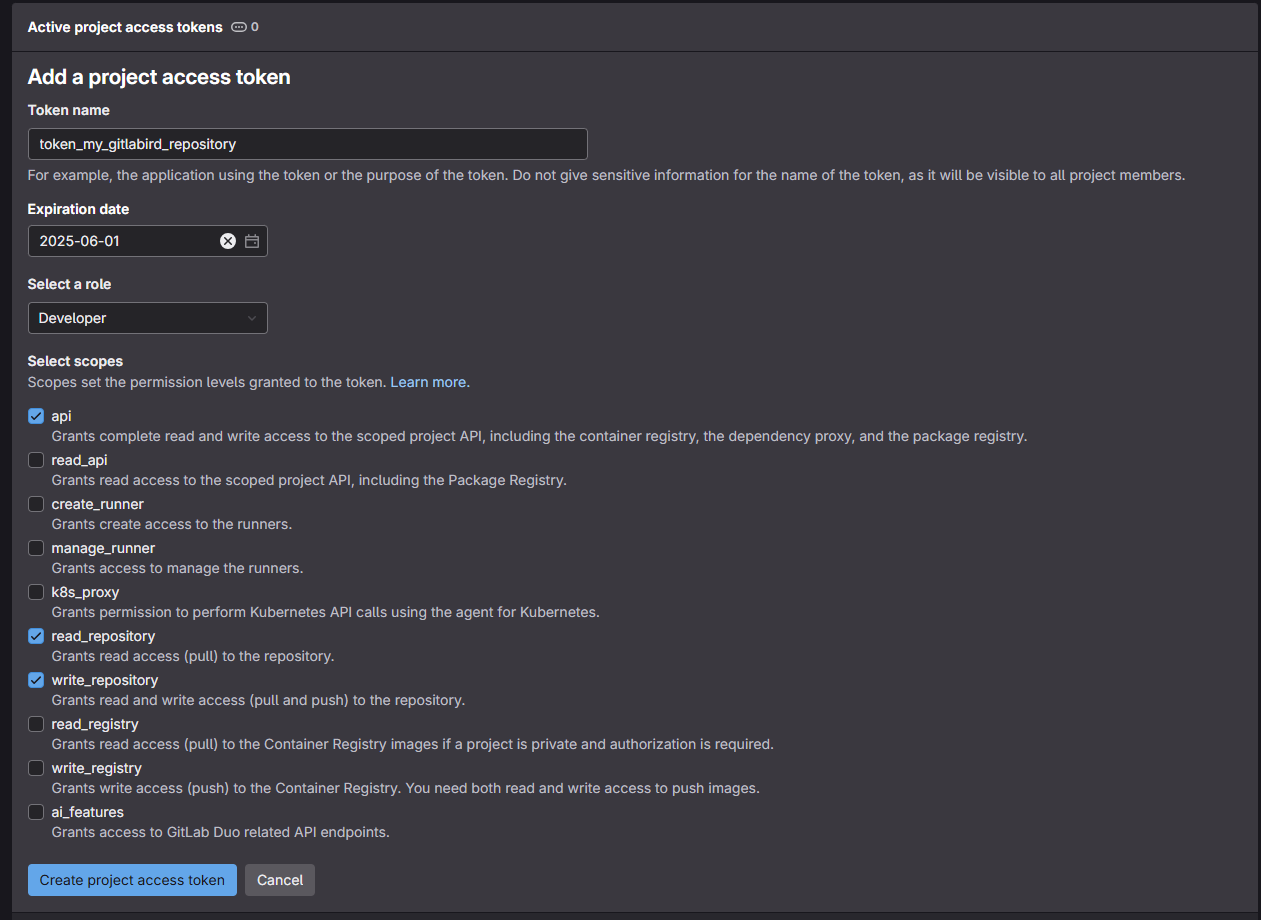 Active project access tokens 0
Add a project access token
Token name
token_my_gitlabird_repository
For example, the application using the token or the purpose of the token. Do not give sensitive information for the name of the token, as it will be visible to all project members.
Expiration date
2025-06-01
Select a role
Developer
Select scopes
Scopes set the permission levels granted to the token. Learn more.
api
Grants complete read and write access to the scoped project API, including the container registry, the dependency proxy, and the package registry.
read_api
Grants read access to the scoped project API, including the Package Registry.
create_runner
Grants create access to the runners.
manage_runner
Grants access to manage the runners.
k8s_proxy
Grants permission to perform Kubernetes API calls using the agent for Kubernetes.
read_repository
Grants read access (pull) to the repository.
write_repository
Grants read and write access (pull and push) to the repository.
read_registry
Grants read access (pull) to the Container Registry images if a project is private and authorization is required.
write_registry
Grants write access (push) to the Container Registry. You need both read and write access to push images.
ai_features
Grants access to GitLab Duo related API endpoints.
Create project access token Cancel